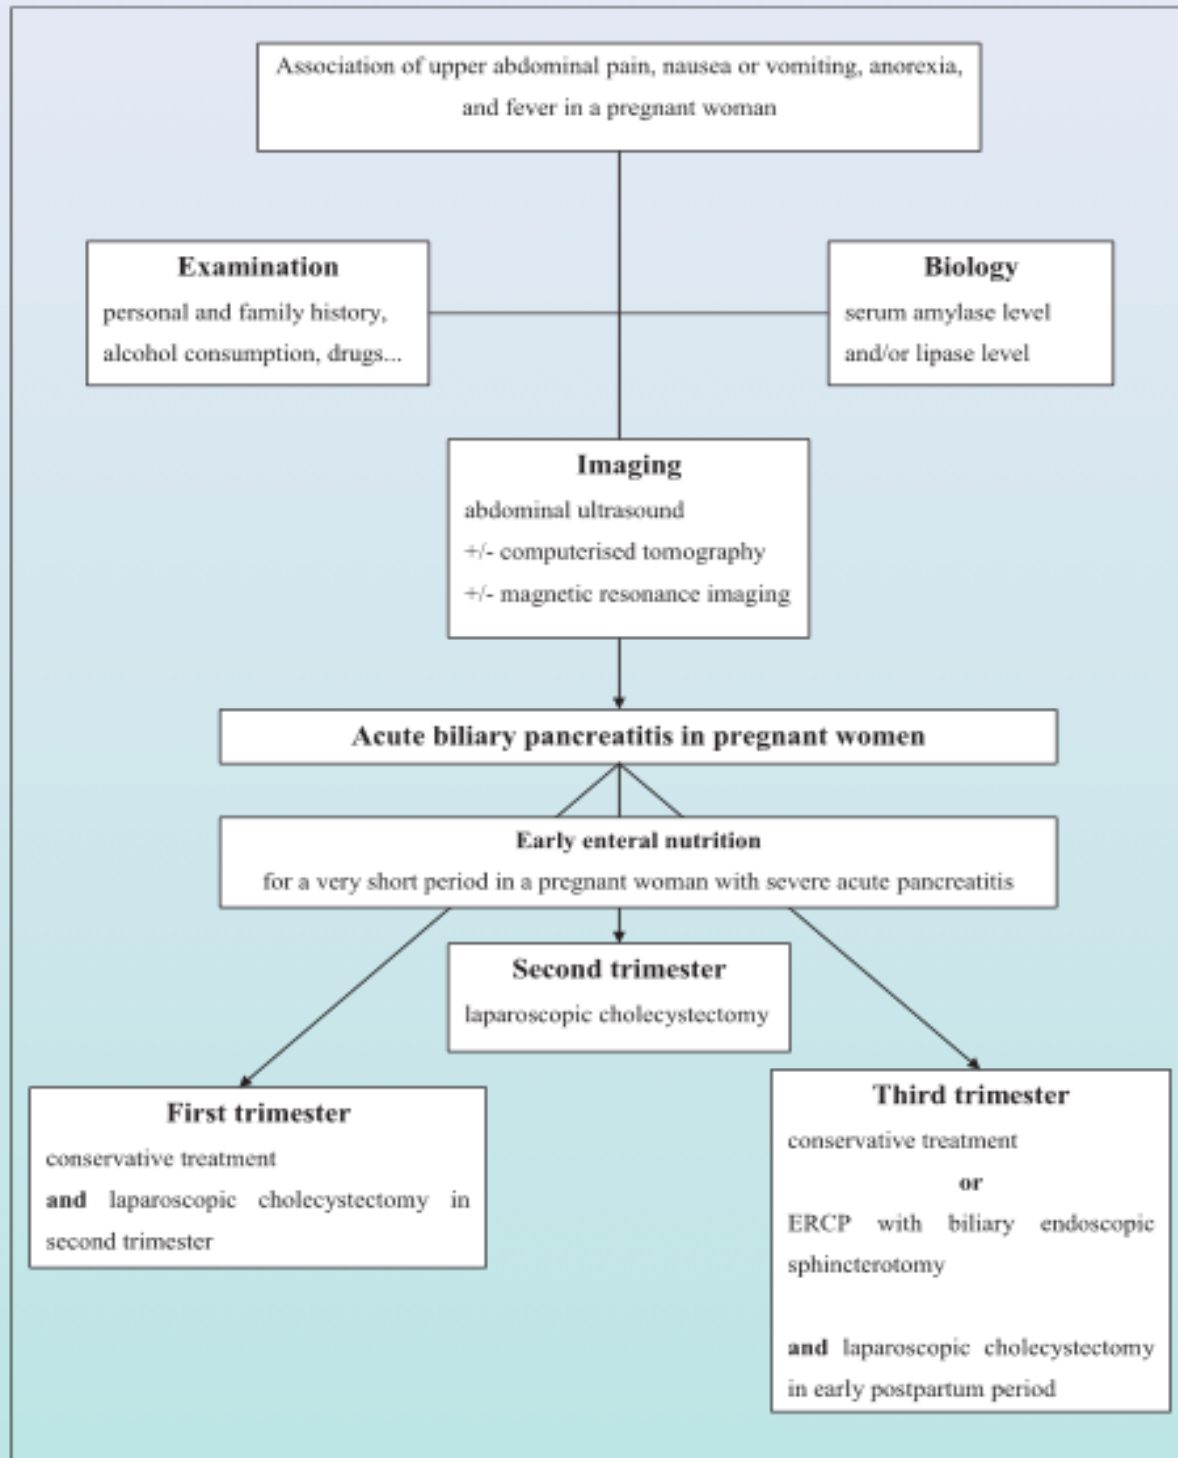 Association of upper abdominal pain, nausea or vomiting, anorexia,
and fever in a pregnant woman
Examination
personal and family history,
alcohol consumption, drugs...
Biology
serum amylase level
and/or lipase level
Imaging
abdominal ultrasound
+/- computerised tomography
+/- magnetic resonance imaging
Acute biliary pancreatitis in pregnant women
Early enteral nutrition
for a very short period in a pregnant woman with severe acute pancreatitis
Second trimester
laparoscopic cholecystectomy
First trimester
conservative treatment
and laparoscopic cholecystectomy in
second trimester
Third trimester
conservative treatment
or
ERCP with biliary endoscopic
sphincterotomy
and laparoscopic cholecystectomy
in early postpartum period